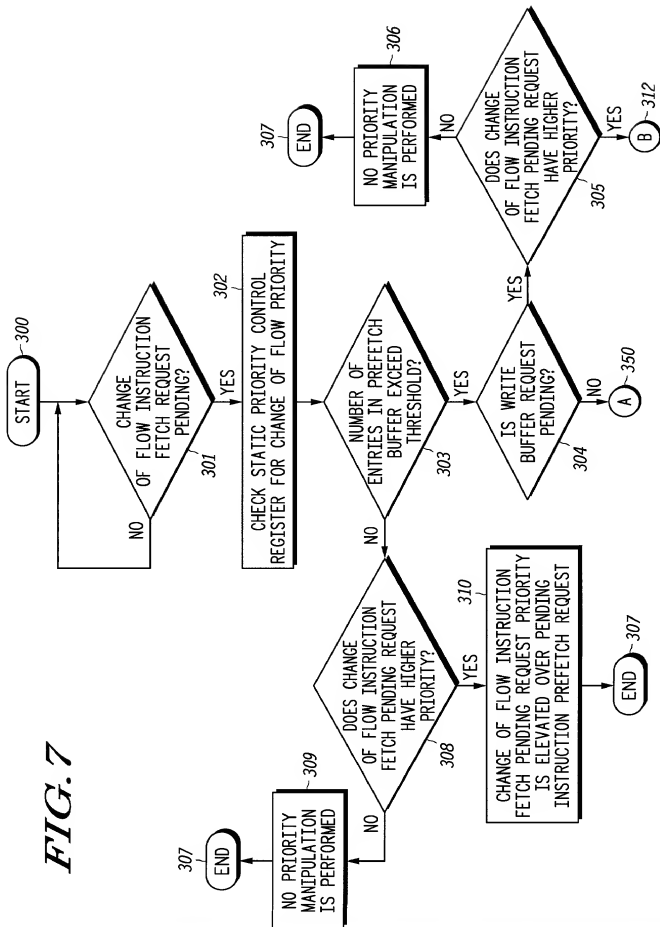 FIG.7
START
300
CHANGE
OF FLOW INSTRUCTION
FETCH REQUEST
PENDING?
301
NO
YES
302
CHECK STATIC PRIORITY CONTROL
REGISTER FOR CHANGE OF FLOW PRIORITY
NUMBER OF
ENTRIES IN PREFETCH
BUFFER EXCEED
THRESHOLD?
303
NO
YES
IS WRITE
BUFFER REQUEST
PENDING?
304
NO
A
350
YES
DOES CHANGE
OF FLOW INSTRUCTION
FETCH PENDING REQUEST
HAVE HIGHER
PRIORITY?
305
NO
306
NO PRIORITY
MANIPULATION
IS PERFORMED
307
END
YES
B
312
DOES CHANGE
OF FLOW INSTRUCTION
FETCH PENDING REQUEST
HAVE HIGHER
PRIORITY?
308
NO
309
NO PRIORITY
MANIPULATION
IS PERFORMED
307
END
YES
310
CHANGE OF FLOW INSTRUCTION
FETCH PENDING REQUEST PRIORITY
IS ELEVATED OVER PENDING
INSTRUCTION PREFETCH REQUEST
END
307